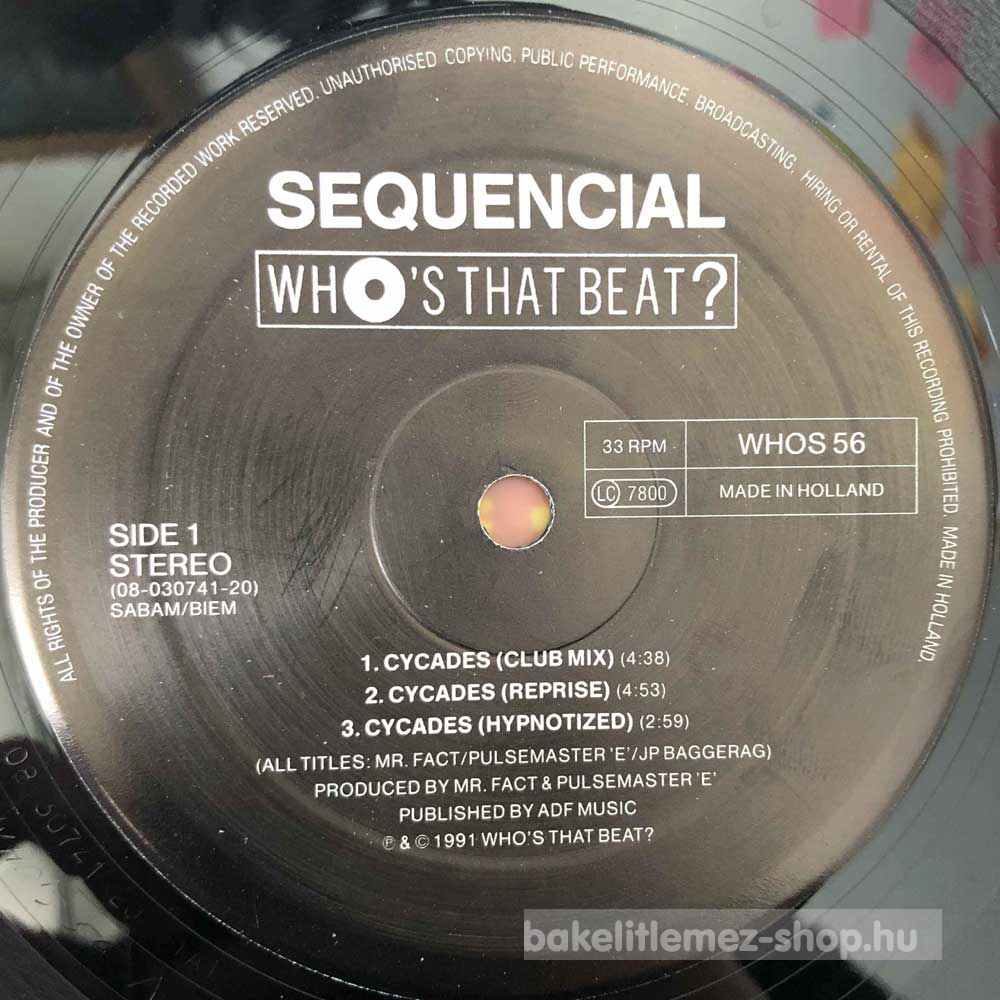 ALL RIGHTS OF THE PRODUCER AND OF THE OWNER OF THE RECORDED WORK RESERVED. UNAUTHORISED COPYING. PUBLIC PERFORMANCE. BROADCASTING. HIRING OR RENTAL OF THIS RECORDING PROHIBITED. MADE IN HOLLAND.
SEQUENCIAL
WHO'S THAT BEAT?
33 RPM WHOS 56
LC 7800 MADE IN HOLLAND
SIDE 1
STEREO
(08-030741-20)
SABAM/BIEM
1. CYCADES (CLUB MIX) (4:38)
2. CYCADES (REPRISE) (4:53)
3. CYCADES (HYPNOTIZED) (2:59)
(ALL TITLES: MR. FACT/PULSEMASTER 'E'/JP BAGGERAG)
PRODUCED BY MR. FACT & PULSEMASTER 'E'
PUBLISHED BY ADF MUSIC
℗ & © 1991 WHO'S THAT BEAT?
bakelitlemez-shop.hu